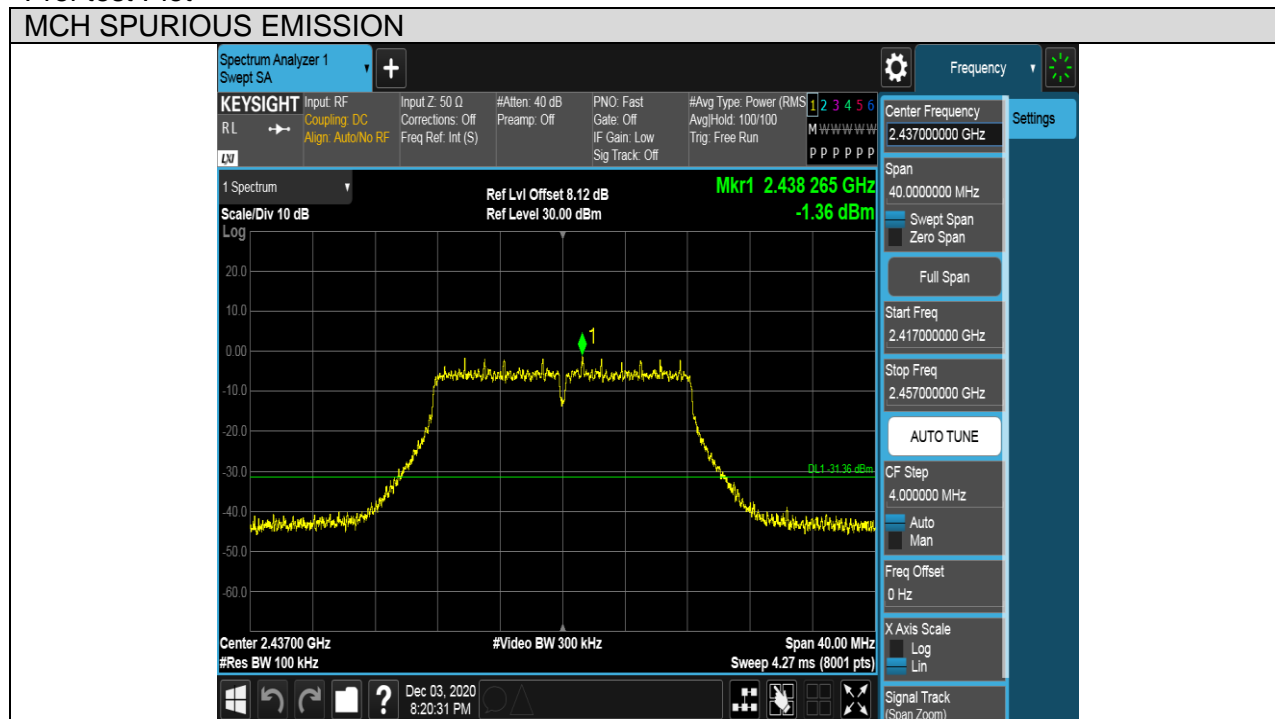 MCH SPURIOUS EMISSION
Spectrum Analyzer 1
Swept SA
+
Frequency
KEYSIGHT
RL
LXI
Input: RF
Coupling: DC
Align: Auto/No RF
Input Z: 50 Ω
Corrections: Off
Freq Ref: Int (S)
#Atten: 40 dB
Preamp: Off
PNO: Fast
Gate: Off
IF Gain: Low
Sig Track: Off
#Avg Type: Power (RMS
Avg|Hold: 100/100
Trig: Free Run
1 2 3 4 5 6
M W W W W W
P P P P P P
Center Frequency
2.437000000 GHz
Settings
1 Spectrum
Scale/Div 10 dB
Ref Lvl Offset 8.12 dB
Ref Level 30.00 dBm
Mkr1 2.438 265 GHz
-1.36 dBm
Log
20.0
10.0
0.00
-10.0
-20.0
-30.0
-40.0
-50.0
-60.0
1
DL1 -31.36 dBm
Center 2.43700 GHz
#Res BW 100 kHz
#Video BW 300 kHz
Span 40.00 MHz
Sweep 4.27 ms (8001 pts)
Span
40.0000000 MHz
Swept Span
Zero Span
Full Span
Start Freq
2.417000000 GHz
Stop Freq
2.457000000 GHz
AUTO TUNE
CF Step
4.000000 MHz
Auto
Man
Freq Offset
0 Hz
X Axis Scale
Log
Lin
Signal Track
(Span Zoom)
?
Dec 03, 2020
8:20:31 PM